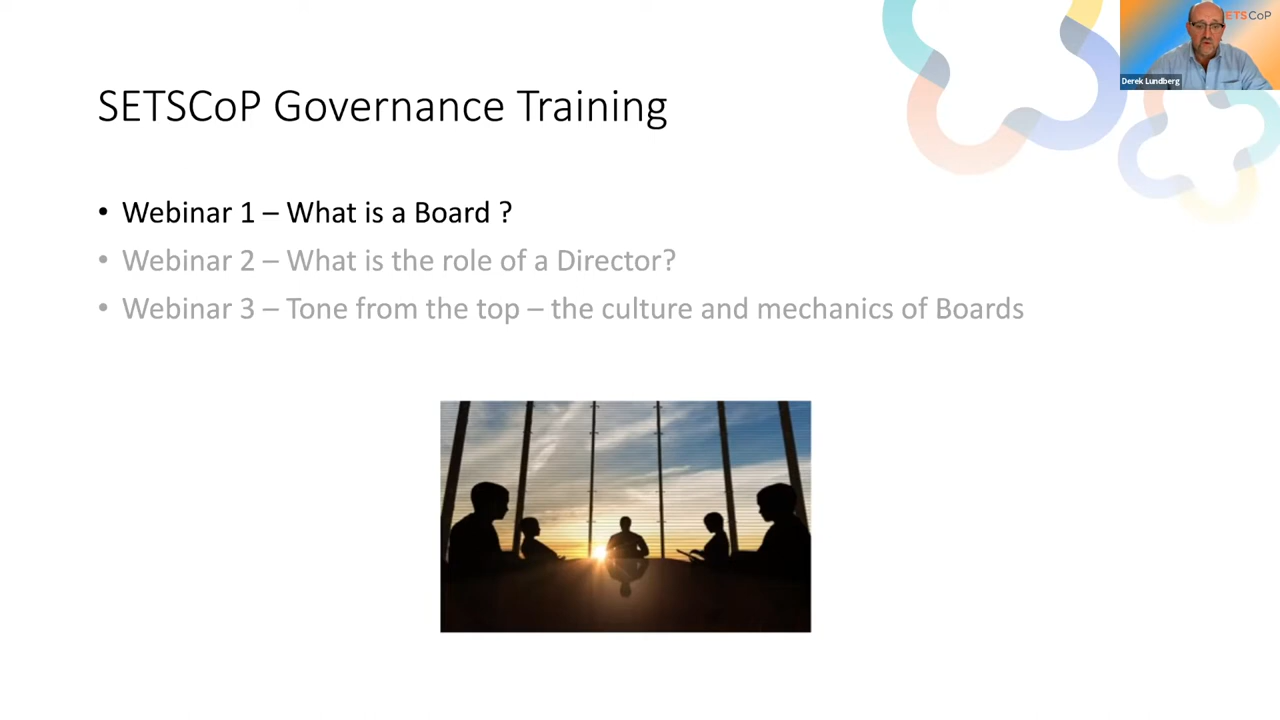 ETSCoP
Derek Lundberg
SETSCoP Governance Training
• Webinar 1 – What is a Board ?
• Webinar 2 – What is the role of a Director?
• Webinar 3 – Tone from the top – the culture and mechanics of Boards